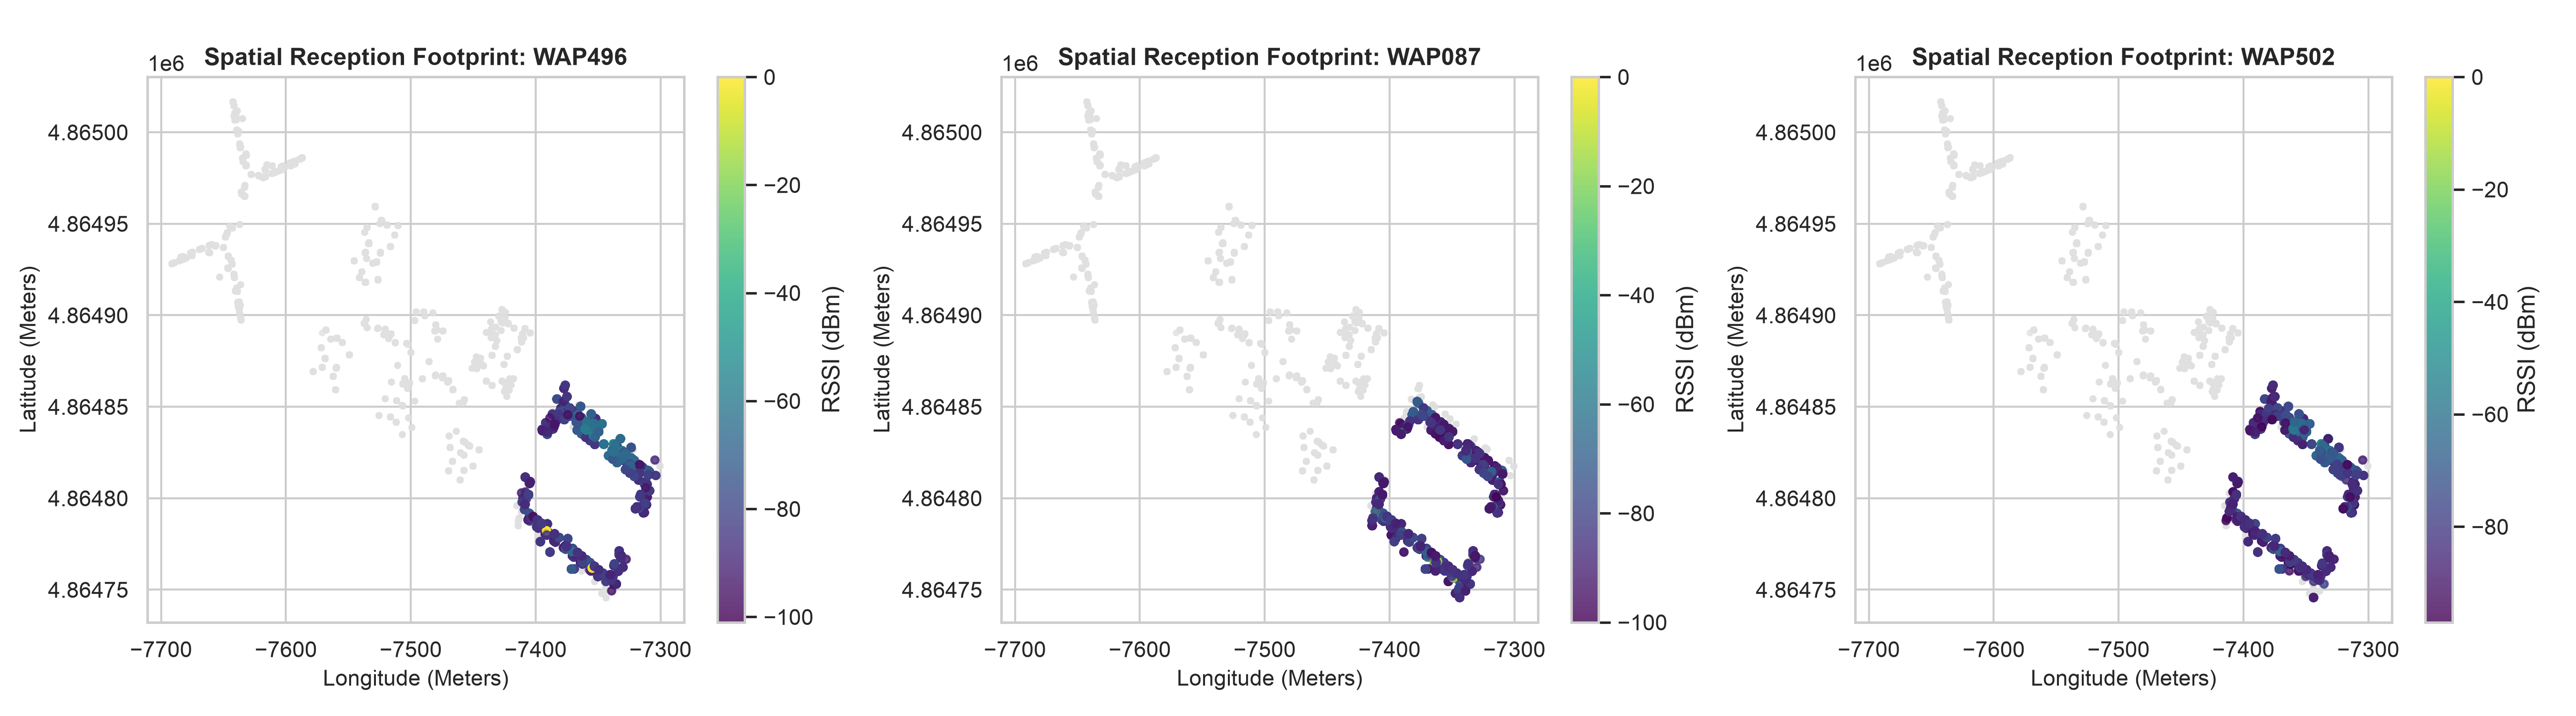 1e6 Spatial Reception Footprint: WAP496
4.86500
4.86495
4.86490
4.86485
4.86480
4.86475
Latitude (Meters)
−7700 −7600 −7500 −7400 −7300
Longitude (Meters)
0
−20
−40
−60
−80
−100
RSSI (dBm)
1e6 Spatial Reception Footprint: WAP087
4.86500
4.86495
4.86490
4.86485
4.86480
4.86475
Latitude (Meters)
−7700 −7600 −7500 −7400 −7300
Longitude (Meters)
0
−20
−40
−60
−80
−100
RSSI (dBm)
1e6 Spatial Reception Footprint: WAP502
4.86500
4.86495
4.86490
4.86485
4.86480
4.86475
Latitude (Meters)
−7700 −7600 −7500 −7400 −7300
Longitude (Meters)
0
−20
−40
−60
−80
RSSI (dBm)